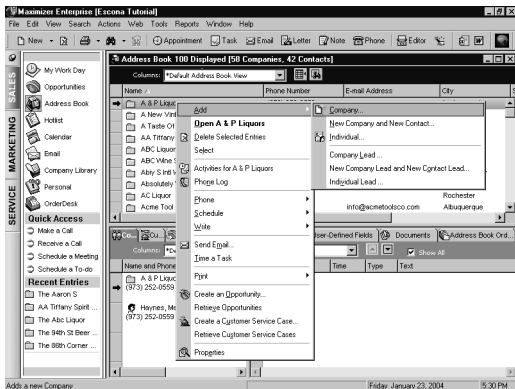 Maximizer Enterprise [Escona Tutorial]
File Edit View Search Actions Web Tools Reports Window Help
New Appointment Task Email Letter Note Phone Editor
Address Book 100 Displayed [58 Companies, 42 Contacts]
Columns: *Default Address Book View
Name Phone Number E-mail Address City
SALES
MARKETING
SERVICE
My Work Day
Opportunities
Address Book
Hotlist
Calendar
Email
Company Library
Personal
OrderDesk
Quick Access
Make a Call
Receive a Call
Schedule a Meeting
Schedule a To-do
Recent Entries
The Aaron S
AA Tiffany Spirit ...
The Abc Liquor
The 94th St Beer ...
The 86th Corner ...
A & P Liquo
A New Vint
A Taste Of
AA Tiffany
ABC Liquor
ABC Wine S
Abiy S Intl V
Absolutely
AC Liquor
Acme Tool
Rochester
info@acmetoolsco.com Albuquerque
Add
Open A & P Liquors
Delete Selected Entries
Select
Activities for A & P Liquors
Phone Log
Phone
Schedule
Write
Send Email...
Time a Task
Print
Create an Opportunity...
Retrieve Opportunities
Create a Customer Service Case...
Retrieve Customer Service Cases
Properties
Company...
New Company and New Contact...
Individual...
Company Lead ...
New Company Lead and New Contact Lead...
Individual Lead ...
Co... Cu... User-Defined Fields Documents Address Book Ord...
Columns: *De
Show All
Name and Phone Time Type Text
A & P Liquo
(973) 252-0559
Haynes, Me
(973) 252-0559
Adds a new Company
Friday January 23, 2004 5:30 PM